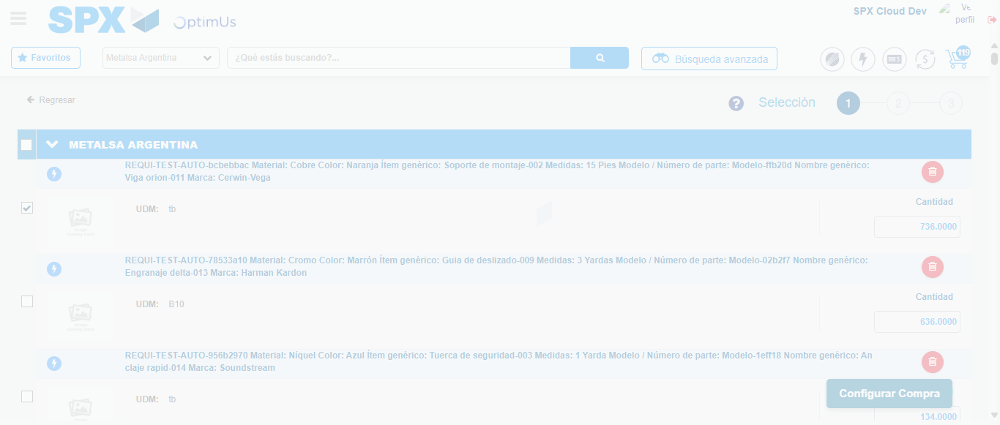 SPX
OptimUs
SPX Cloud Dev
Ve
perfil
Favoritos
Metalsa Argentina
¿Qué estás buscando?...
Búsqueda avanzada
119
Regresar
Selección
1
2
3
METALSA ARGENTINA
REQUI-TEST-AUTO-bcbebbac Material: Cobre Color: Naranja Ítem genérico: Soporte de montaje-002 Medidas: 15 Pies Modelo / Número de parte: Modelo-ffb20d Nombre genérico:
Viga orion-011 Marca: Cerwin-Vega
UDM: tb
Cantidad
736.0000
REQUI-TEST-AUTO-78533a10 Material: Cromo Color: Marrón Ítem genérico: Guia de deslizado-009 Medidas: 3 Yardas Modelo / Número de parte: Modelo-02b2f7 Nombre genérico:
Engranaje delta-013 Marca: Harman Kardon
UDM: B10
Cantidad
636.0000
REQUI-TEST-AUTO-956b2970 Material: Níquel Color: Azul Ítem genérico: Tuerca de seguridad-003 Medidas: 1 Yarda Modelo / Número de parte: Modelo-1eff18 Nombre genérico: An
claje rapid-014 Marca: Soundstream
UDM: tb
Configurar Compra
134.0000